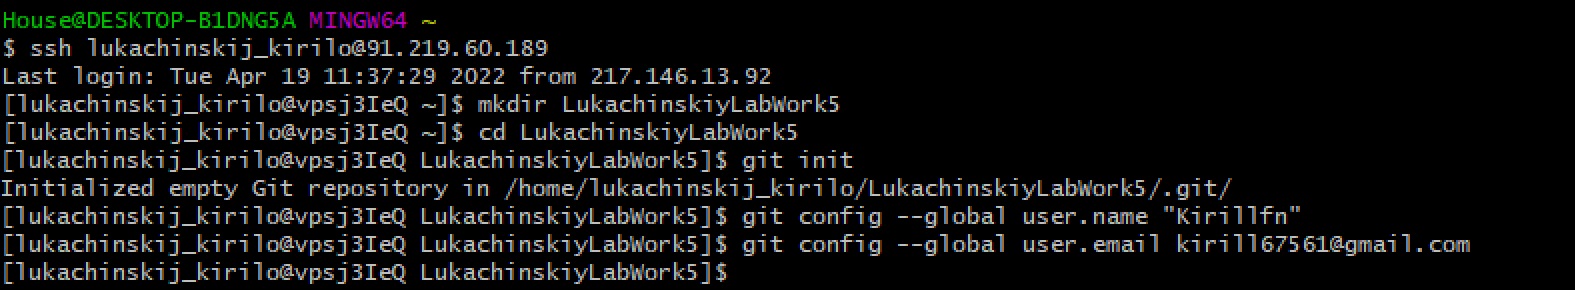 House@DESKTOP-B1DNG5A MINGW64 ~
$ ssh lukachinskij_kirilo@91.219.60.189
Last login: Tue Apr 19 11:37:29 2022 from 217.146.13.92
[lukachinskij_kirilo@vpsj3IeQ ~]$ mkdir LukachinskiyLabWork5
[lukachinskij_kirilo@vpsj3IeQ ~]$ cd LukachinskiyLabWork5
[lukachinskij_kirilo@vpsj3IeQ LukachinskiyLabWork5]$ git init
Initialized empty Git repository in /home/lukachinskij_kirilo/LukachinskiyLabWork5/.git/
[lukachinskij_kirilo@vpsj3IeQ LukachinskiyLabWork5]$ git config --global user.name "Kirillfn"
[lukachinskij_kirilo@vpsj3IeQ LukachinskiyLabWork5]$ git config --global user.email kirill67561@gmail.com
[lukachinskij_kirilo@vpsj3IeQ LukachinskiyLabWork5]$